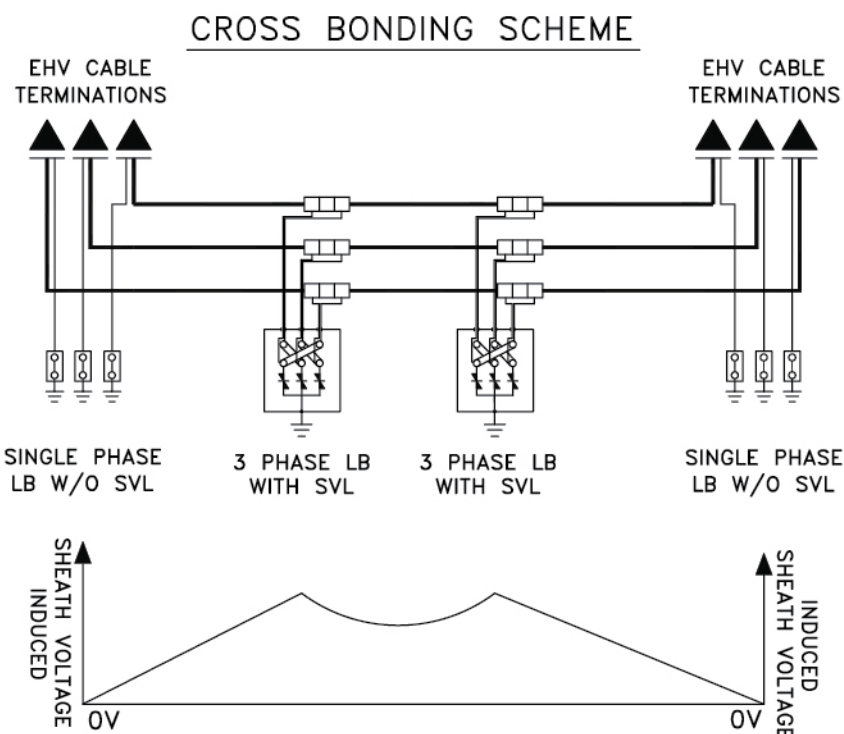 CROSS BONDING SCHEME
EHV CABLE
TERMINATIONS
EHV CABLE
TERMINATIONS
SINGLE PHASE
LB W/O SVL
3 PHASE LB
WITH SVL
3 PHASE LB
WITH SVL
SINGLE PHASE
LB W/O SVL
INDUCED
SHEATH VOLTAGE
0V
0V
INDUCED
SHEATH VOLTAGE